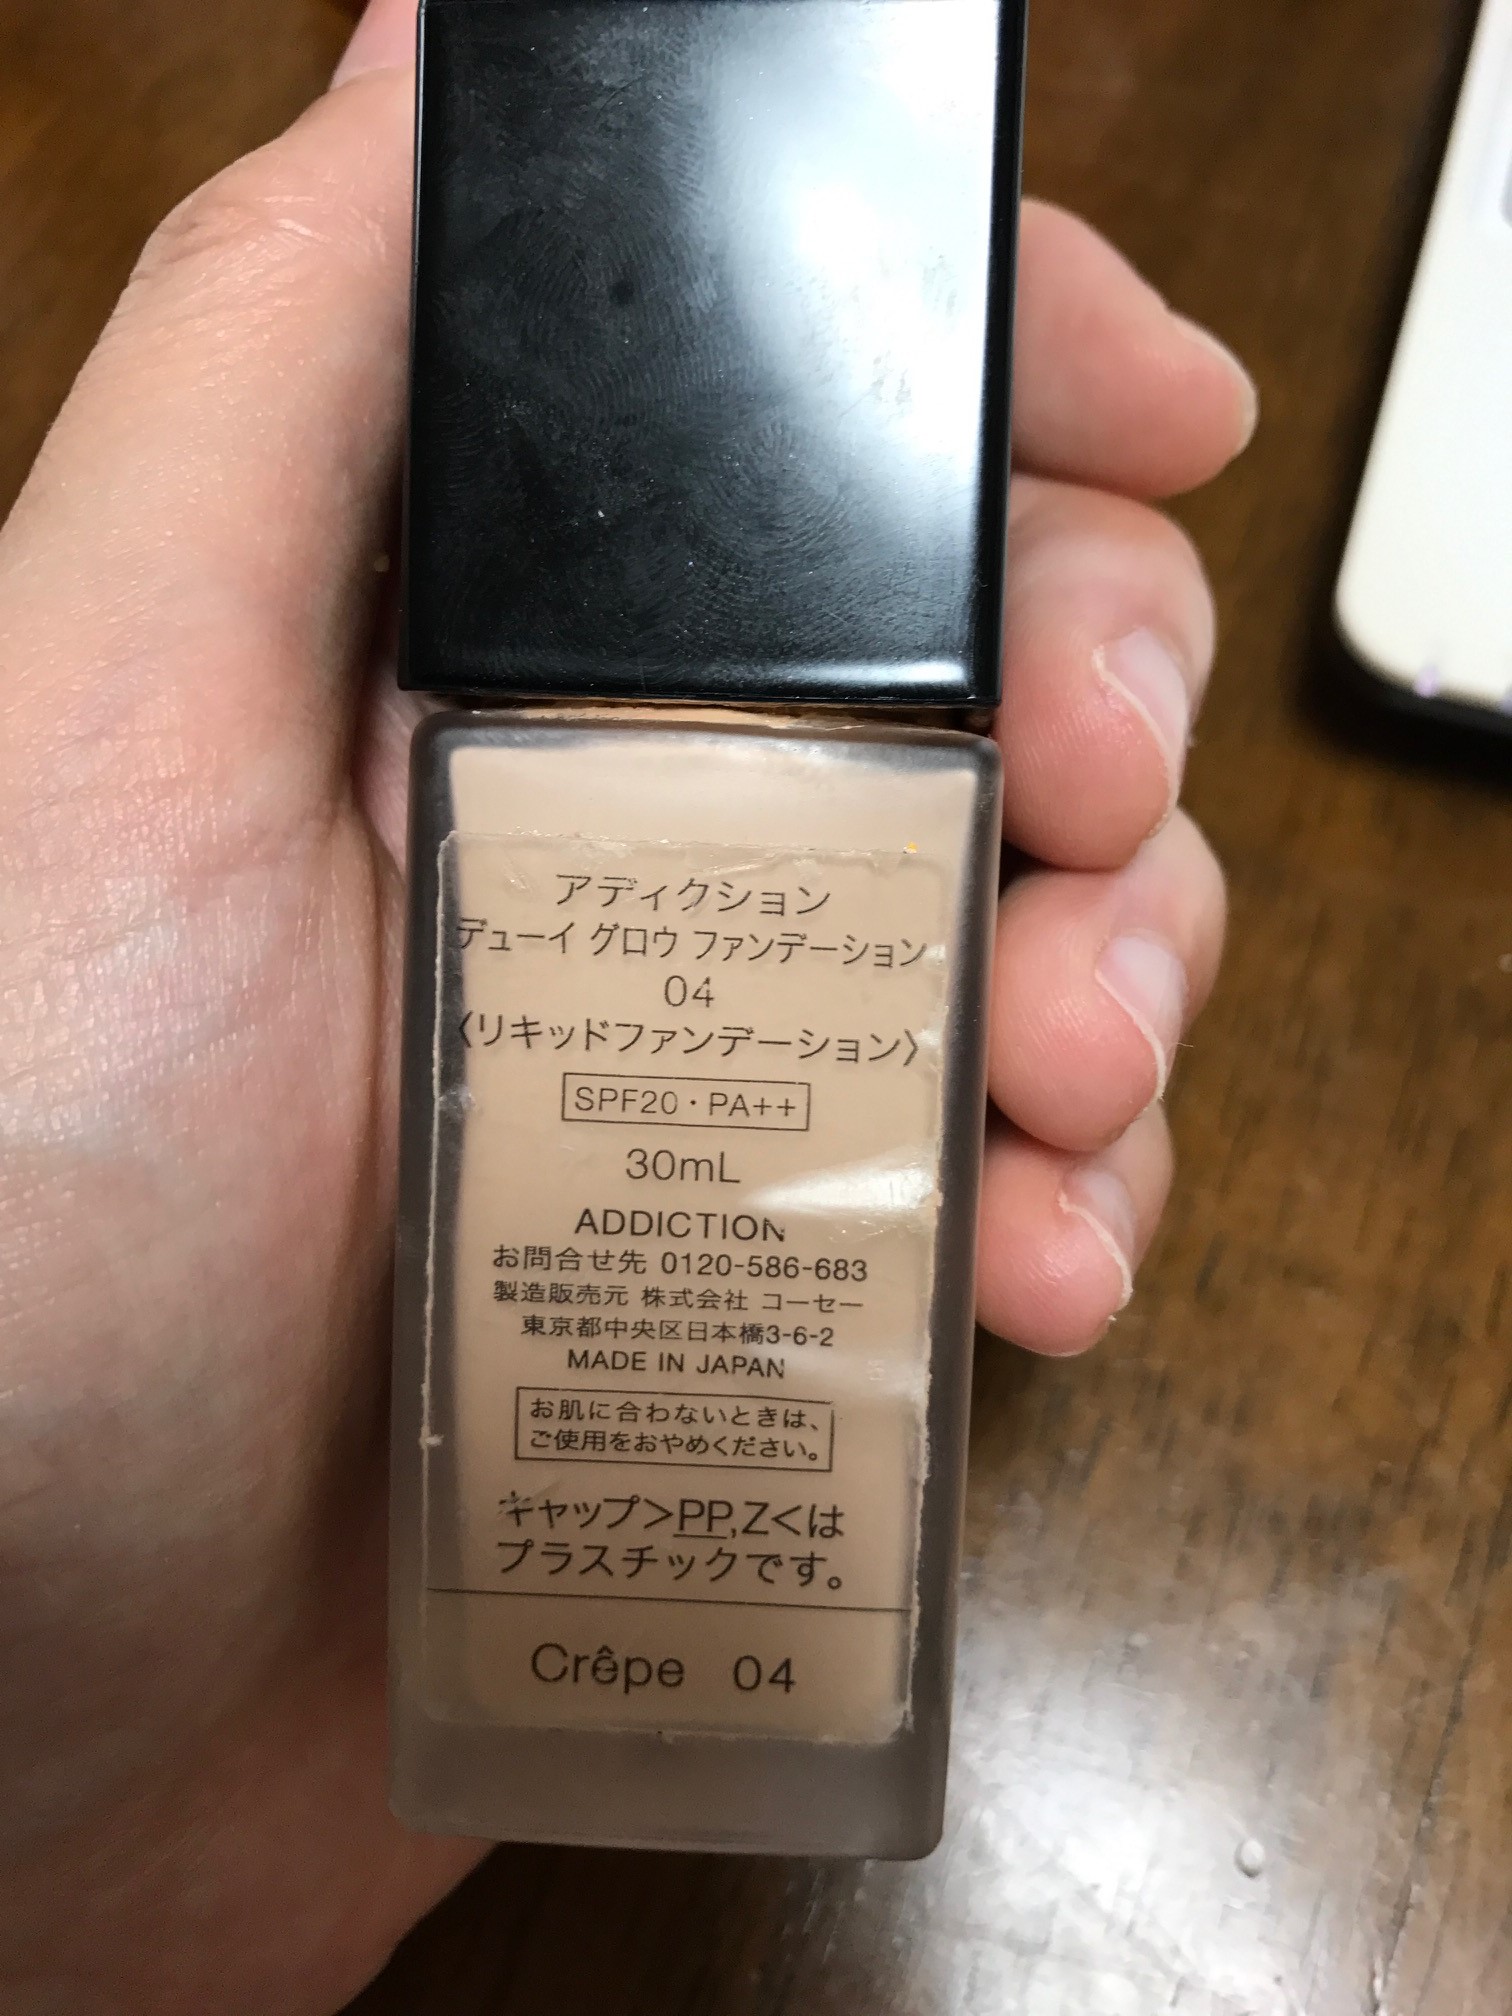 アディクション
デューイ グロウ ファンデーション
04
〈リキッドファンデーション〉
SPF20・PA++
30mL
ADDICTION
お問合せ先 0120-586-683
製造販売元 株式会社 コーセー
東京都中央区日本橋3-6-2
MADE IN JAPAN
お肌に合わないときは、
ご使用をおやめください。
キャップ>PP,Z<は
プラスチックです。
Crêpe 04